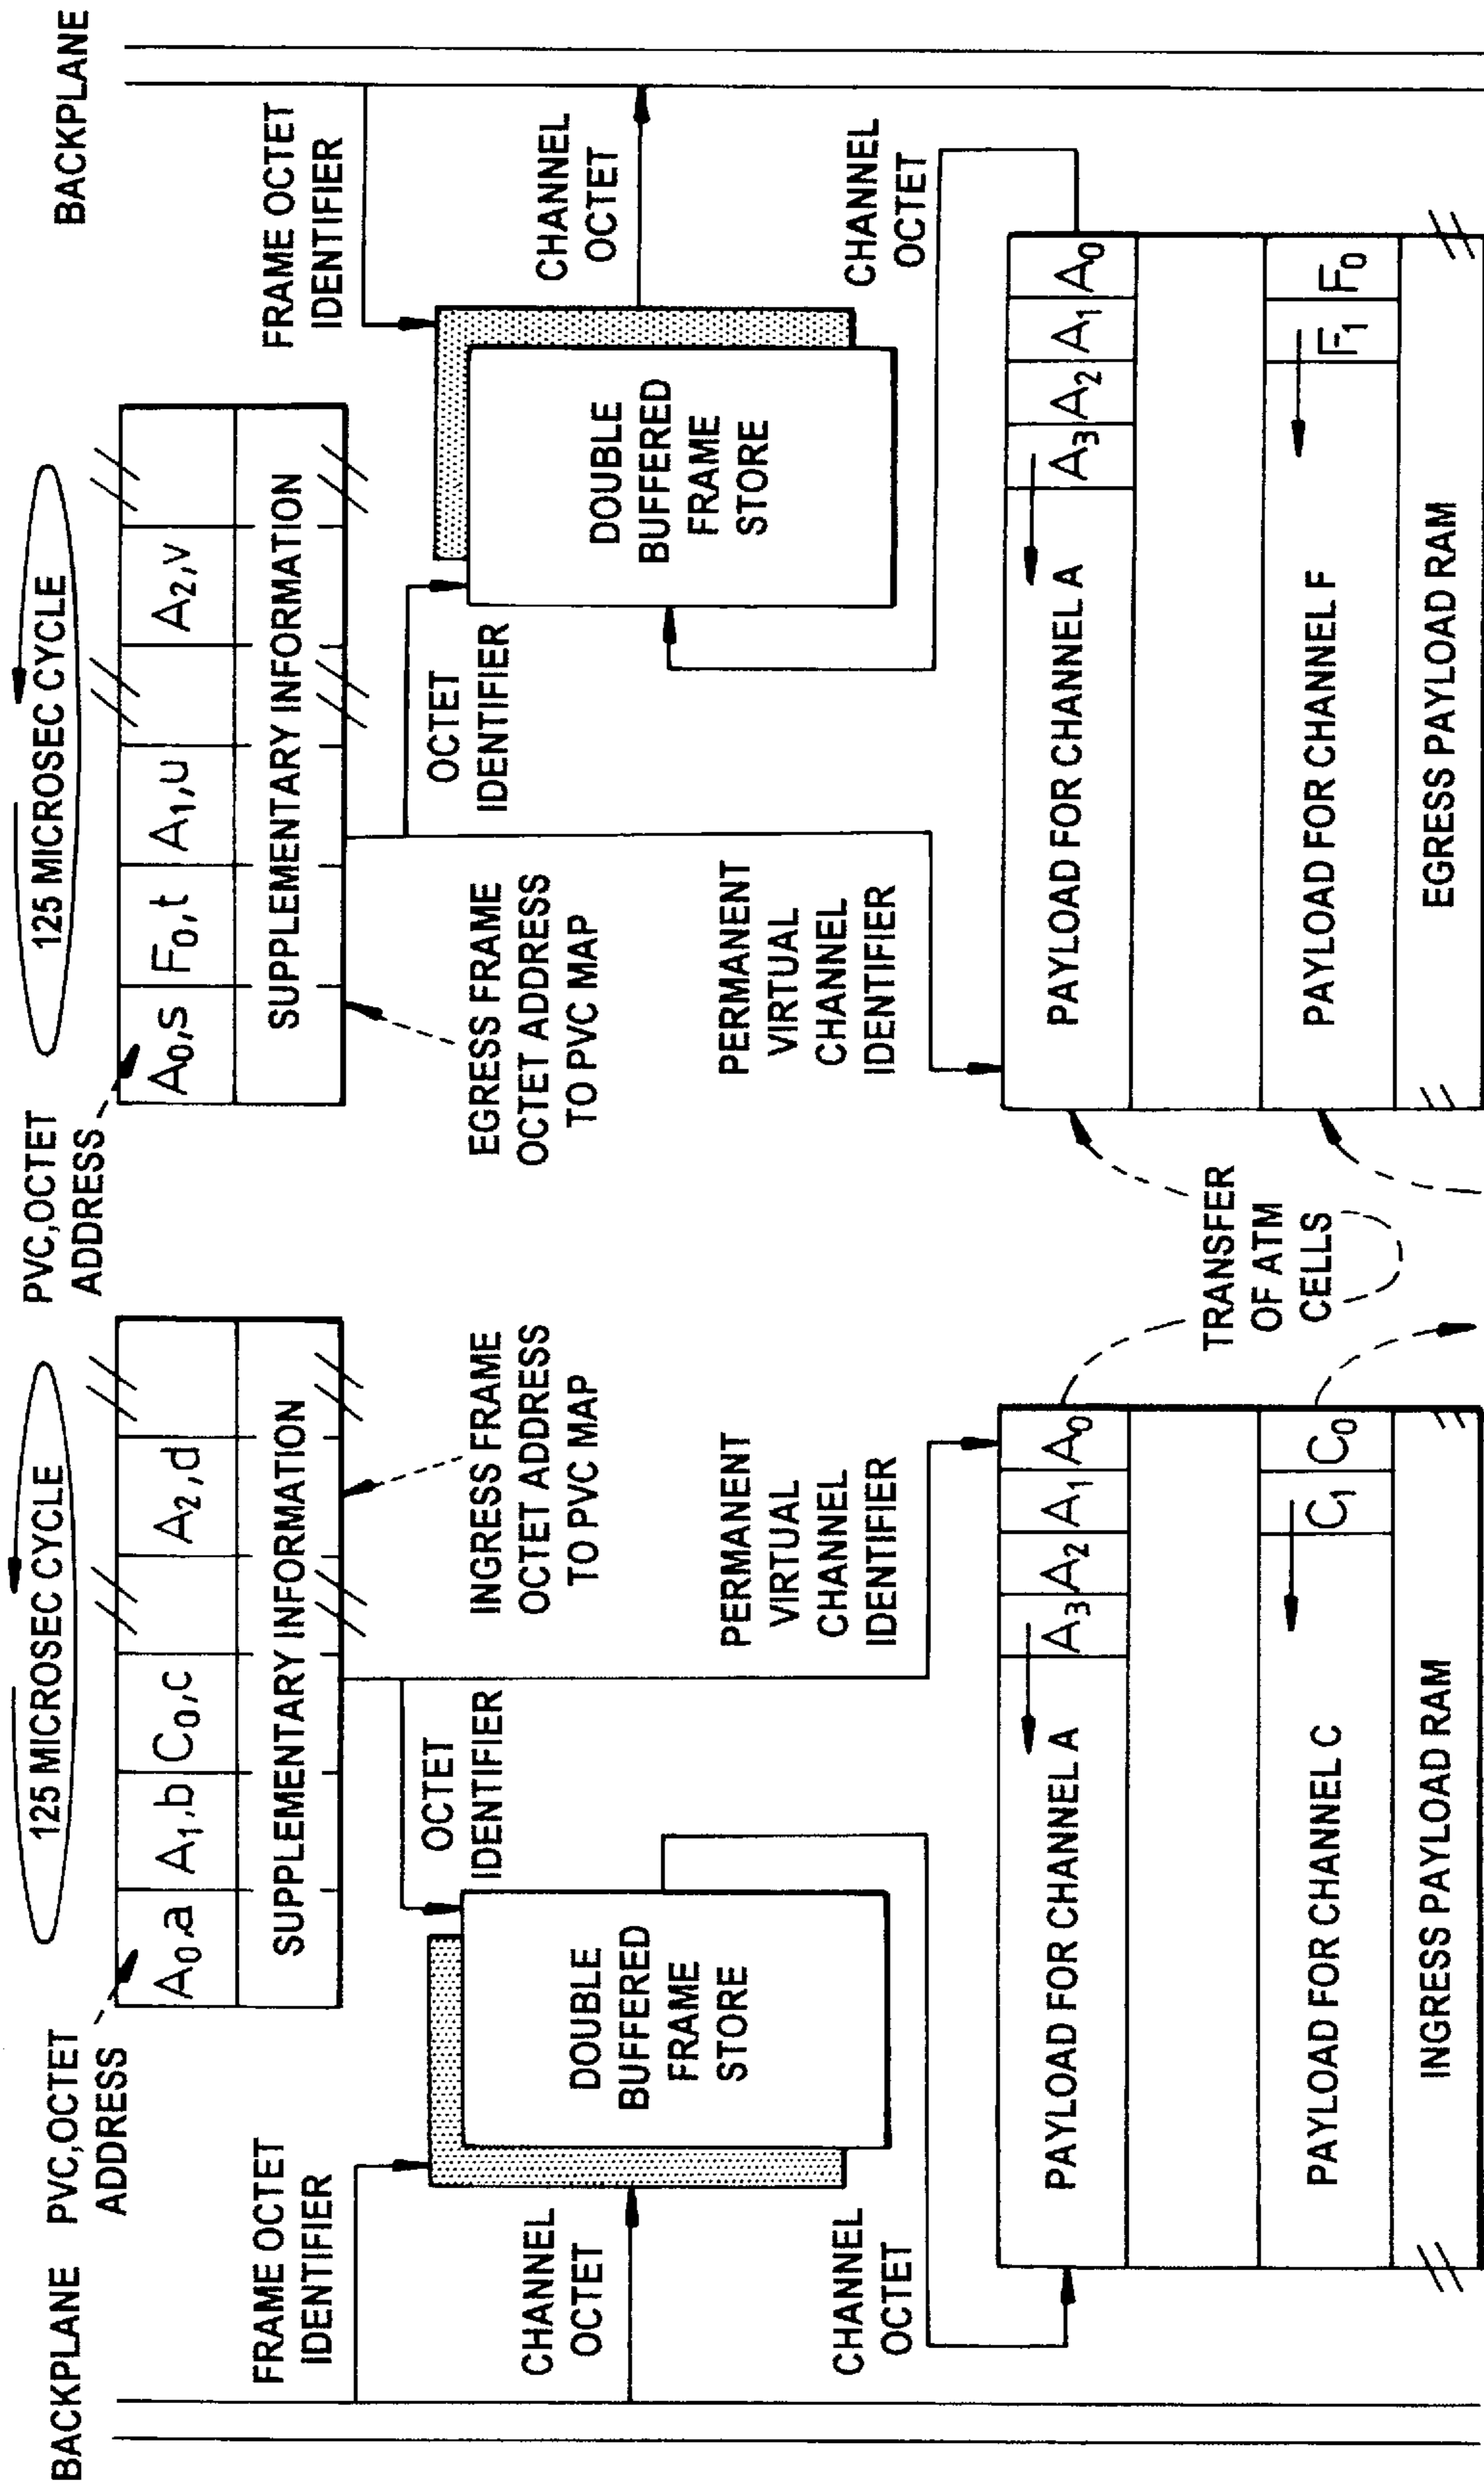 BACKPLANE
PVC,OCTET
ADDRESS
125 MICROSEC CYCLE
A0,a
A1,b
C0,c
A2,d
SUPPLEMENTARY INFORMATION
INGRESS FRAME
OCTET ADDRESS
TO PVC MAP
FRAME OCTET
IDENTIFIER
OCTET
IDENTIFIER
CHANNEL
OCTET
DOUBLE
BUFFERED
FRAME
STORE
CHANNEL
OCTET
PERMANENT
VIRTUAL
CHANNEL
IDENTIFIER
PAYLOAD FOR CHANNEL A
A3
A2
A1
A0
PAYLOAD FOR CHANNEL C
C1
C0
INGRESS PAYLOAD RAM
TRANSFER
OF ATM
CELLS
PVC,OCTET
ADDRESS
125 MICROSEC CYCLE
A0,s
F0,t
A1,u
A2,v
SUPPLEMENTARY INFORMATION
EGRESS FRAME
OCTET ADDRESS
TO PVC MAP
BACKPLANE
FRAME OCTET
IDENTIFIER
OCTET
IDENTIFIER
DOUBLE
BUFFERED
FRAME
STORE
CHANNEL
OCTET
CHANNEL
OCTET
PERMANENT
VIRTUAL
CHANNEL
IDENTIFIER
PAYLOAD FOR CHANNEL A
A3
A2
A1
A0
PAYLOAD FOR CHANNEL F
F1
F0
EGRESS PAYLOAD RAM